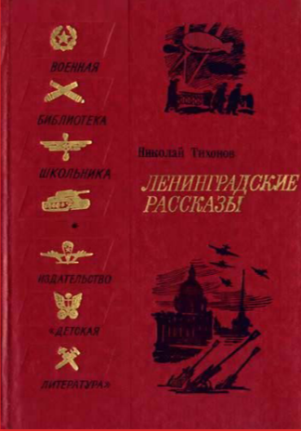 ВОЕННАЯ
БИБЛИОТЕКА
ШКОЛЬНИКА
ИЗДАТЕЛЬСТВО
«ДЕТСКАЯ
ЛИТЕРАТУРА»
Николай Тихонов
ЛЕНИНГРАДСКИЕ
РАССКАЗЫ